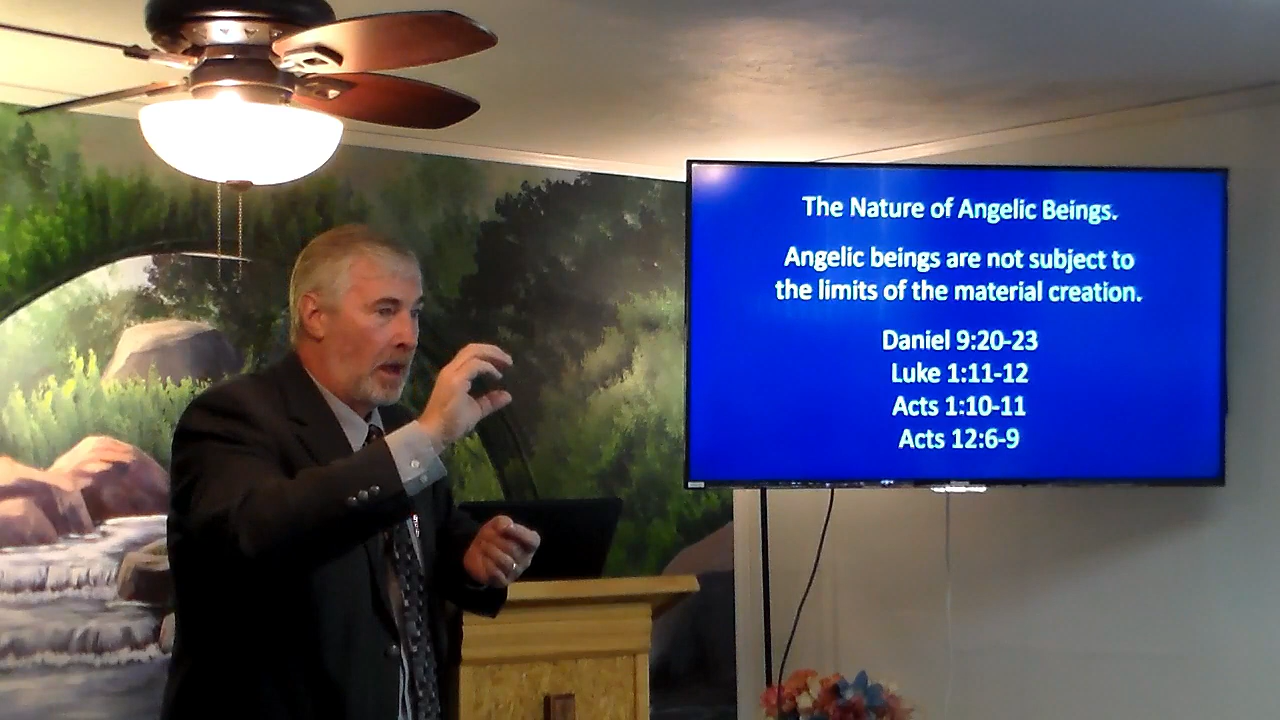 The Nature of Angelic Beings.
Angelic beings are not subject to
the limits of the material creation.
Daniel 9:20-23
Luke 1:11-12
Acts 1:10-11
Acts 12:6-9